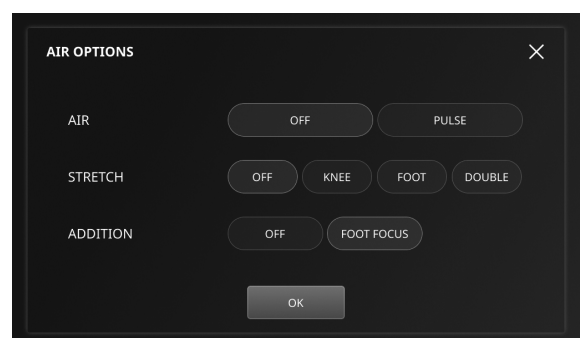 AIR OPTIONS
AIR OFF PULSE
STRETCH OFF KNEE FOOT DOUBLE
ADDITION OFF FOOT FOCUS
OK